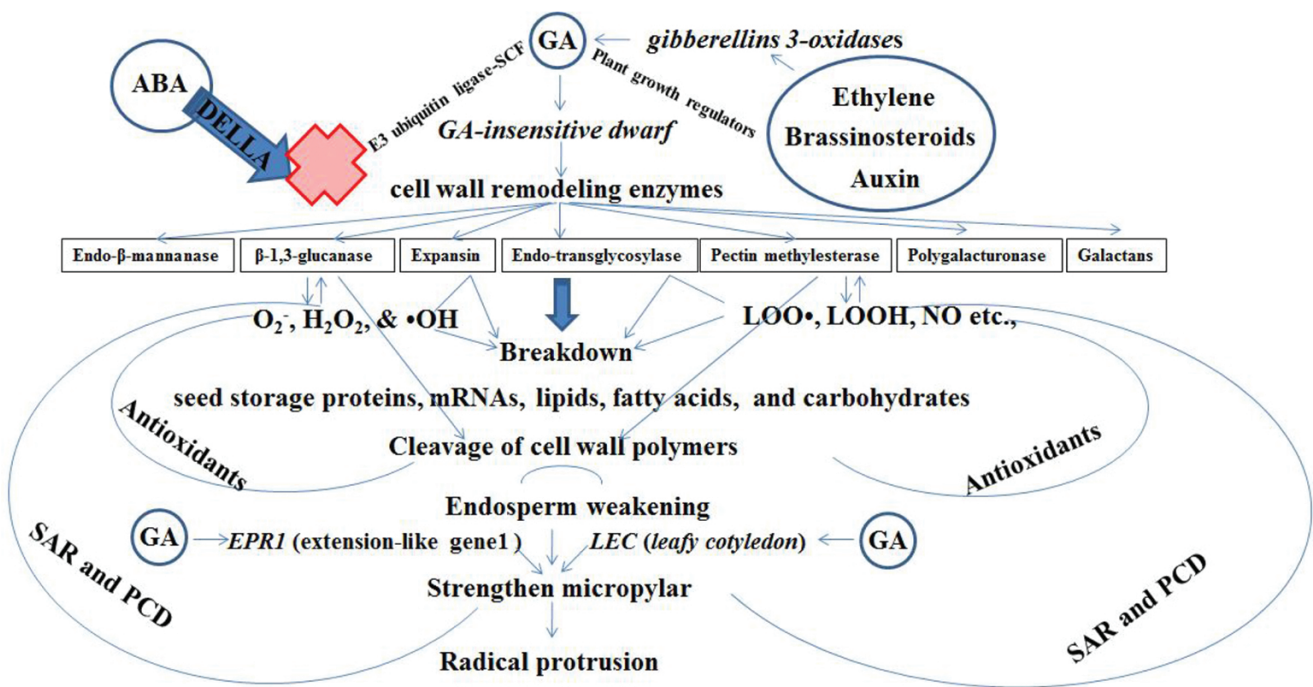 GA
gibberellins 3-oxidases
ABA
DELLA
E3 ubiquitin ligase-SCF
Plant growth regulators
Ethylene
Brassinosteroids
Auxin
GA-insensitive dwarf
cell wall remodeling enzymes
Endo-β-mannanase
β-1,3-glucanase
Expansin
Endo-transglycosylase
Pectin methylesterase
Polygalacturonase
Galactans
O₂⁻, H₂O₂, & •OH
LOO•, LOOH, NO etc.,
Breakdown
seed storage proteins, mRNAs, lipids, fatty acids, and carbohydrates
Antioxidants
Cleavage of cell wall polymers
Antioxidants
Endosperm weakening
GA
EPR1 (extension-like gene1 )
LEC (leafy cotyledon)
GA
SAR and PCD
Strengthen micropylar
SAR and PCD
Radical protrusion